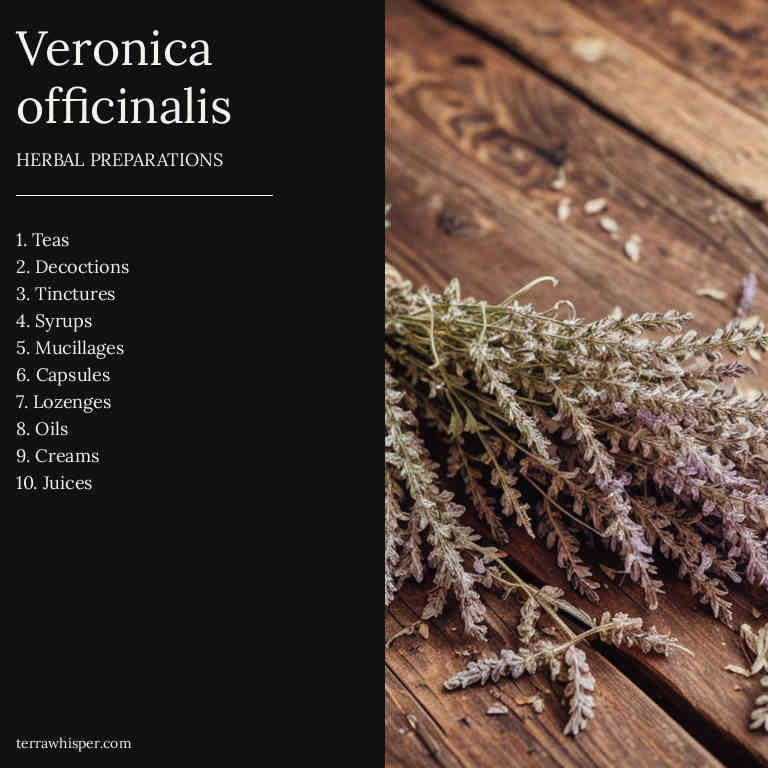 Veronica
officinalis
HERBAL PREPARATIONS
1. Teas
2. Decoctions
3. Tinctures
4. Syrups
5. Mucillages
6. Capsules
7. Lozenges
8. Oils
9. Creams
10. Juices
terrawhisper.com